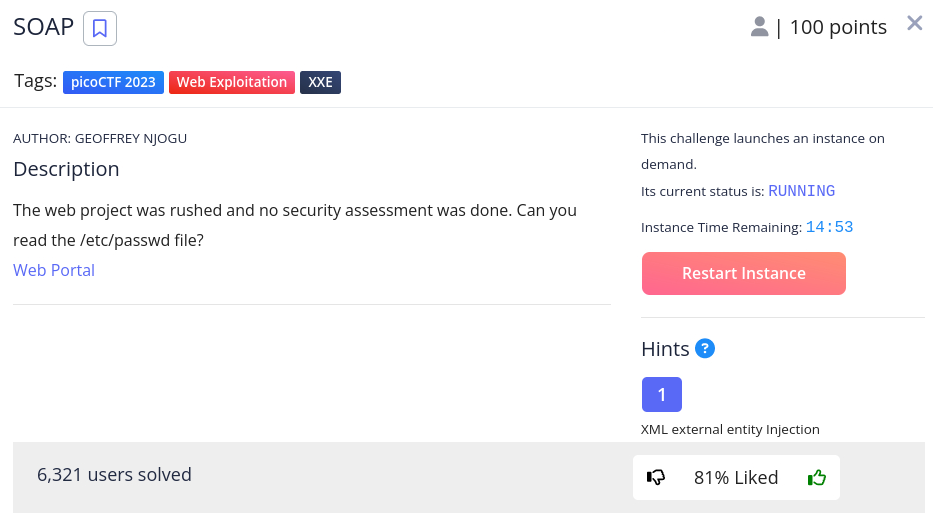 SOAP
| 100 points
Tags: picoCTF 2023 Web Exploitation XXE
AUTHOR: GEOFFREY NJOGU
Description
The web project was rushed and no security assessment was done. Can you
read the /etc/passwd file?
Web Portal
This challenge launches an instance on
demand.
Its current status is: RUNNING
Instance Time Remaining: 14:53
Restart Instance
Hints ?
1
XML external entity Injection
6,321 users solved
81% Liked